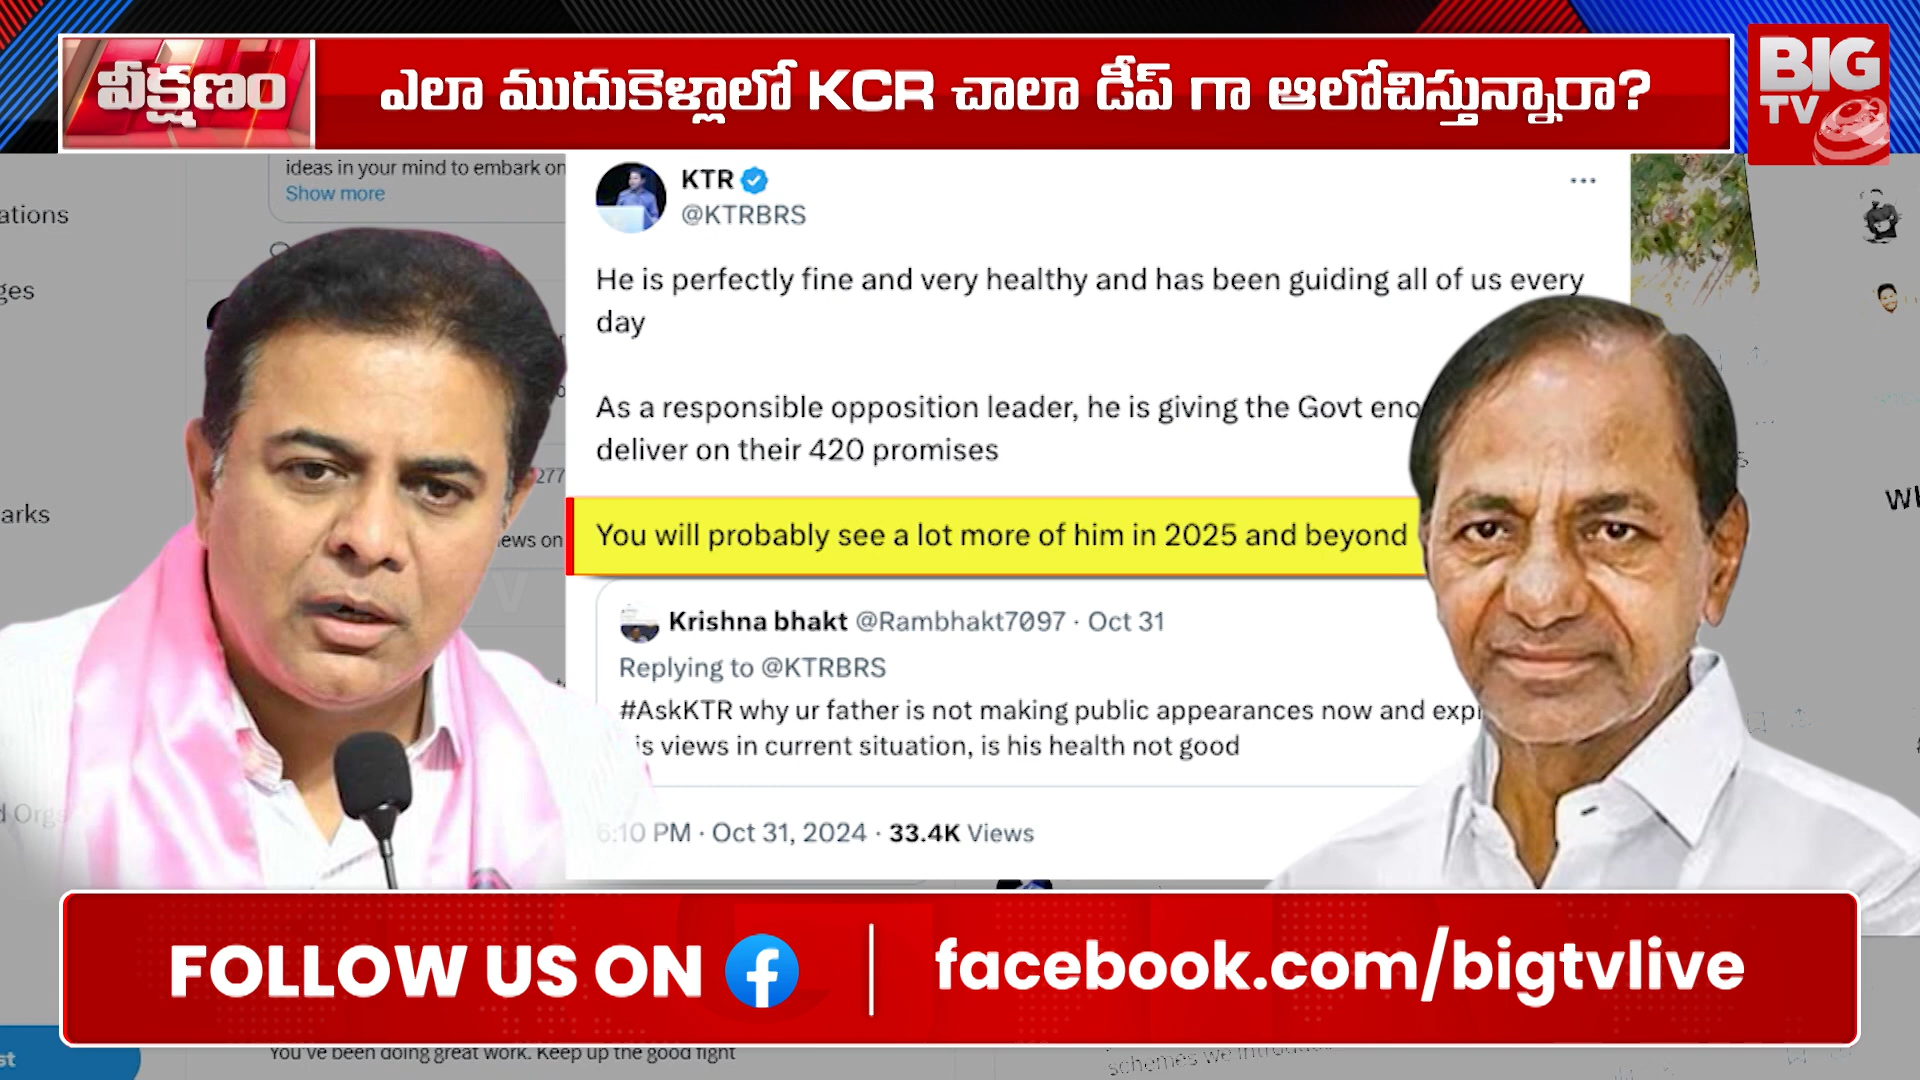 వీక్షణం
ఎలా ముదుకెళ్లాలో KCR చాలా డీప్ గా ఆలోచిస్తున్నారా?
BIG
TV
ideas in your mind to embark on
Show more
ations
ges
arks
KTR
@KTRBRS
He is perfectly fine and very healthy and has been guiding all of us every
day
As a responsible opposition leader, he is giving the Govt
deliver on their 420 promises
You will probably see a lot more of him in 2025 and beyond
Krishna bhakt @Rambhakt7097 · Oct 31
Replying to @KTRBRS
#AskKTR why ur father is not making public appearances now and
is views in current situation, is his health not good
6:10 PM · Oct 31, 2024 · 33.4K Views
FOLLOW US ON
facebook.com/bigtvlive
You've been doing great work. Keep up the good fight
schemes we